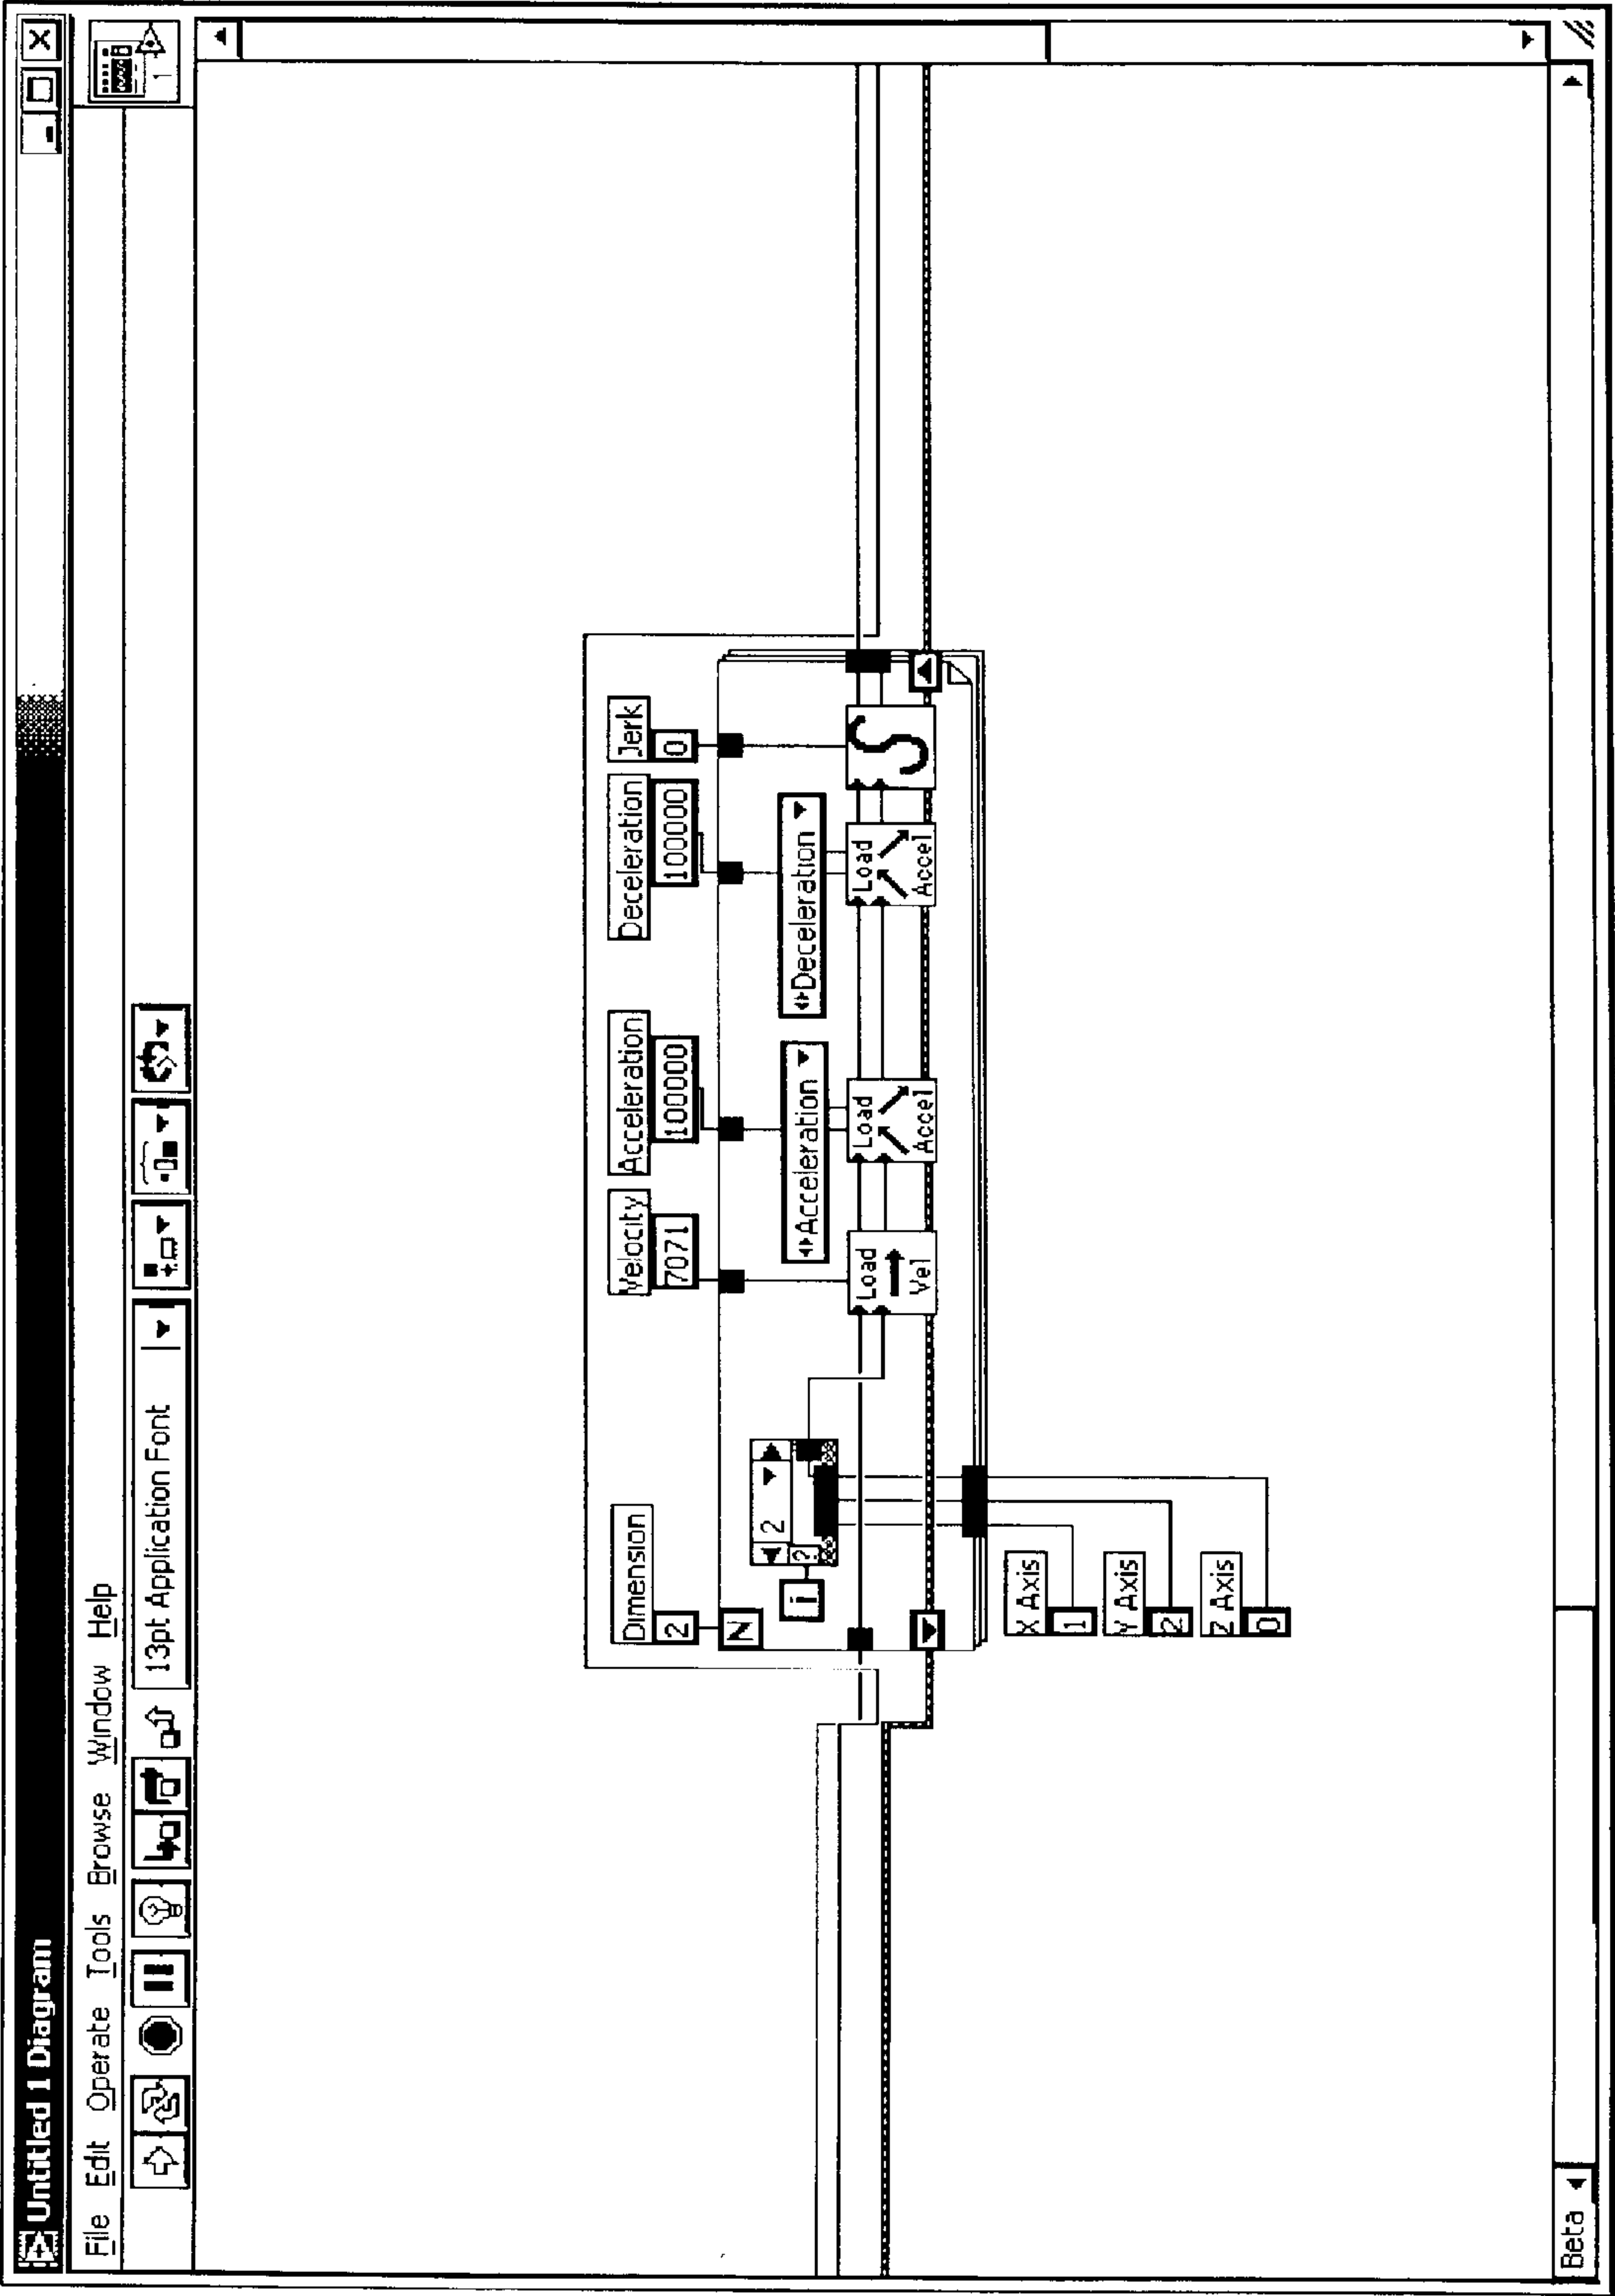 Untitled 1 Diagram
File Edit Operate Tools Browse Window Help
13pt Application Font
1
Dimension
2
Velocity
7071
Acceleration
100000
Deceleration
100000
Jerk
0
N
i
2
?
Acceleration
Deceleration
Load
Vel
Load
Accel
Load
Accel
S
X Axis
1
Y Axis
2
Z Axis
0
Beta